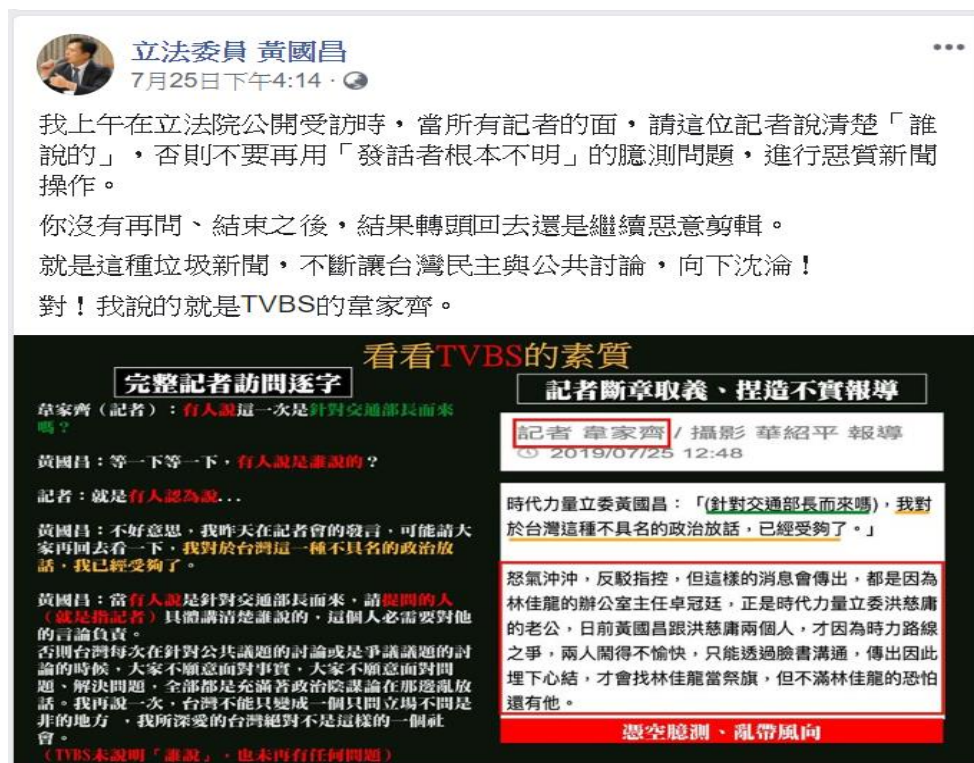 立法委員 黃國昌
7月25日下午4:14 ·
我上午在立法院公開受訪時，當所有記者的面，請這位記者說清楚「誰
說的」，否則不要再用「發話者根本不明」的臆測問題，進行惡質新聞
操作。
你沒有再問、結束之後，結果轉頭回去還是繼續惡意剪輯。
就是這種垃圾新聞，不斷讓台灣民主與公共討論，向下沈淪！
對！我說的就是TVBS的韋家齊。
看看TVBS的素質
完整記者訪問逐字
韋家齊（記者）：有人說這一次是針對交通部長而來
嗎？
黃國昌：等一下等一下，有人說是誰說的？
記者：就是有人認為說...
黃國昌：不好意思，我昨天在記者會的發言，可能請大
家再回去看一下，我對於台灣這一種不具名的政治放
話，我已經受夠了。
黃國昌：當有人說是針對交通部長而來，請提問的人
（就是指記者）具體講清楚誰說的，這個人必需要對他
的言論負責。
否則台灣每次在針對公共議題的討論或是爭議議題的討
論的時候，大家不願意面對事實，大家不願意面對問
題、解決問題，全部都是充滿著政治陰謀論在那邊亂放
話。我再說一次，台灣不能只變成一個只問立場不問是
非的地方 ，我所深愛的台灣絕對不是這樣的一個社
會。
（TVBS未說明「誰說」，也未再有任何問題）
記者斷章取義、捏造不實報導
記者 韋家齊 / 攝影 華紹平 報導
2019/07/25 12:48
時代力量立委黃國昌：「(針對交通部長而來嗎)，我對
於台灣這種不具名的政治放話，已經受夠了。」
怒氣沖沖，反駁指控，但這樣的消息會傳出，都是因為
林佳龍的辦公室主任卓冠廷，正是時代力量立委洪慈庸
的老公，日前黃國昌跟洪慈庸兩個人，才因為時力路線
之爭，兩人鬧得不愉快，只能透過臉書溝通，傳出因此
埋下心結，才會找林佳龍當祭旗，但不滿林佳龍的恐怕
還有他。
憑空臆測、亂帶風向